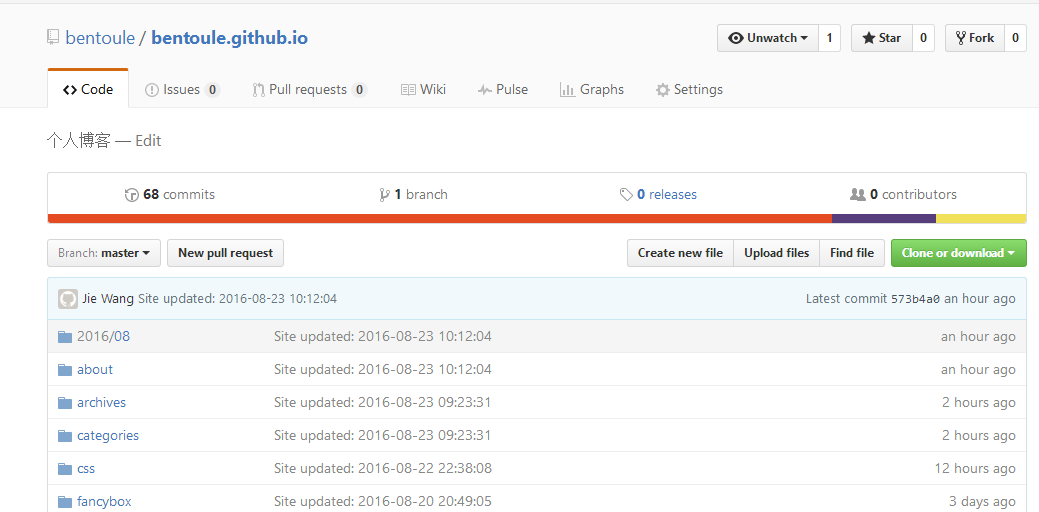 bentoule / bentoule.github.io
Unwatch 1 Star 0 Fork 0
Code Issues 0 Pull requests 0 Wiki Pulse Graphs Settings
个人博客 — Edit
68 commits 1 branch 0 releases 0 contributors
Branch: master New pull request Create new file Upload files Find file Clone or download
Jie Wang Site updated: 2016-08-23 10:12:04 Latest commit 573b4a0 an hour ago
2016/08 Site updated: 2016-08-23 10:12:04 an hour ago
about Site updated: 2016-08-23 10:12:04 an hour ago
archives Site updated: 2016-08-23 09:23:31 2 hours ago
categories Site updated: 2016-08-23 09:23:31 2 hours ago
css Site updated: 2016-08-22 22:38:08 12 hours ago
fancybox Site updated: 2016-08-20 20:49:05 3 days ago